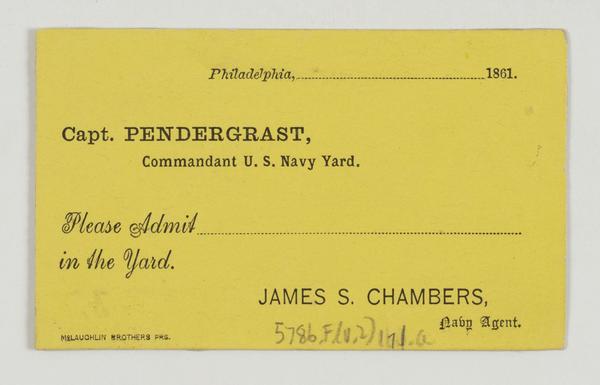 Philadelphia, 1861.
Capt. PENDERGRAST,
Commandant U. S. Navy Yard.
Please Admit
in the Yard.
JAMES S. CHAMBERS,
Navy Agent.
5786.F(v.2)171.a
McLAUGHLIN BROTHERS PRS.